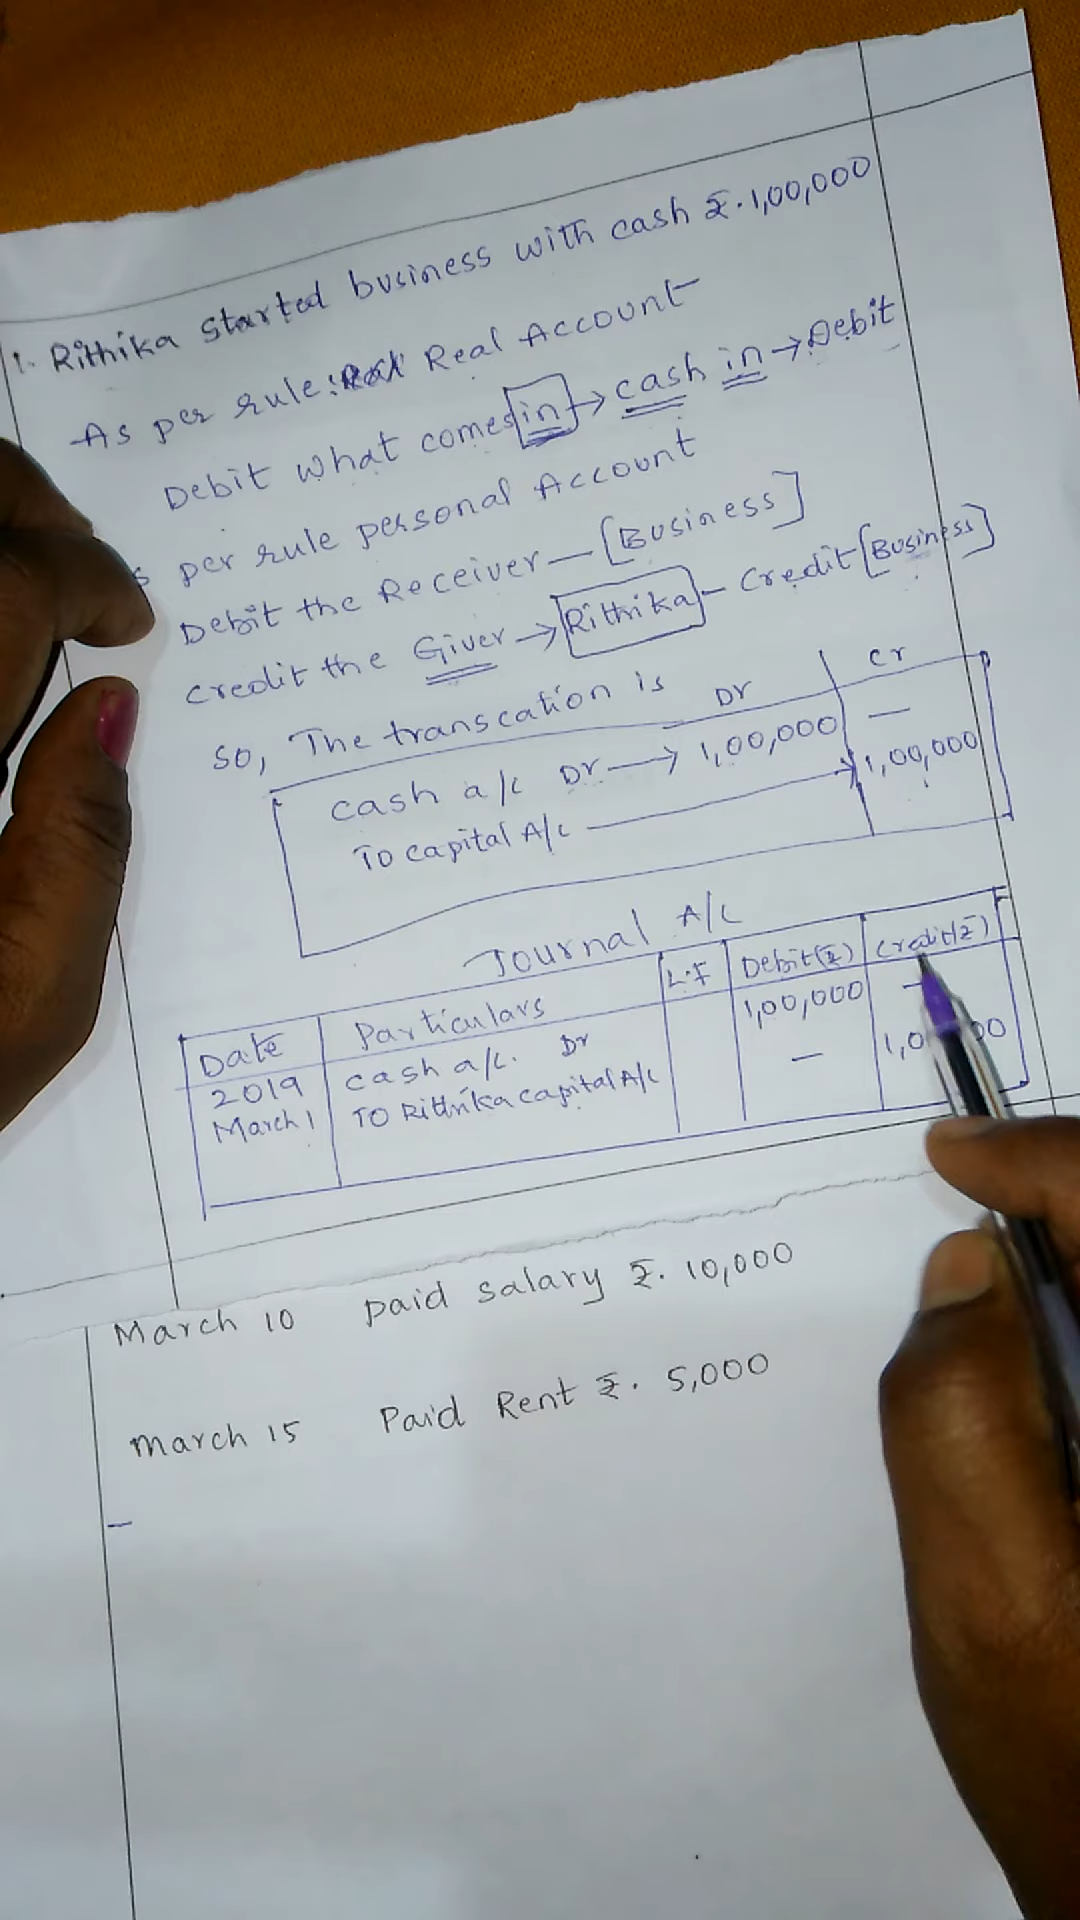 1. Rithika started business with cash ₹. 1,00,000
As per rule: Real Account
Debit what comes in → cash in → Debit
per rule personal Account
Debit the Receiver — [Business]
Credit the Giver → Rithika — Credit [Business]
So, The transcation is Dr Cr
Cash a/c Dr → 1,00,000 —
To capital A/c → 1,00,000
Journal A/c
Date Particulars L.F Debit(₹) Credit(₹)
2019 Cash a/c. Dr 1,00,000 —
March 1 To Rithrika capital A/c —
March 10 paid salary ₹. 10,000
March 15 Paid Rent ₹. 5,000